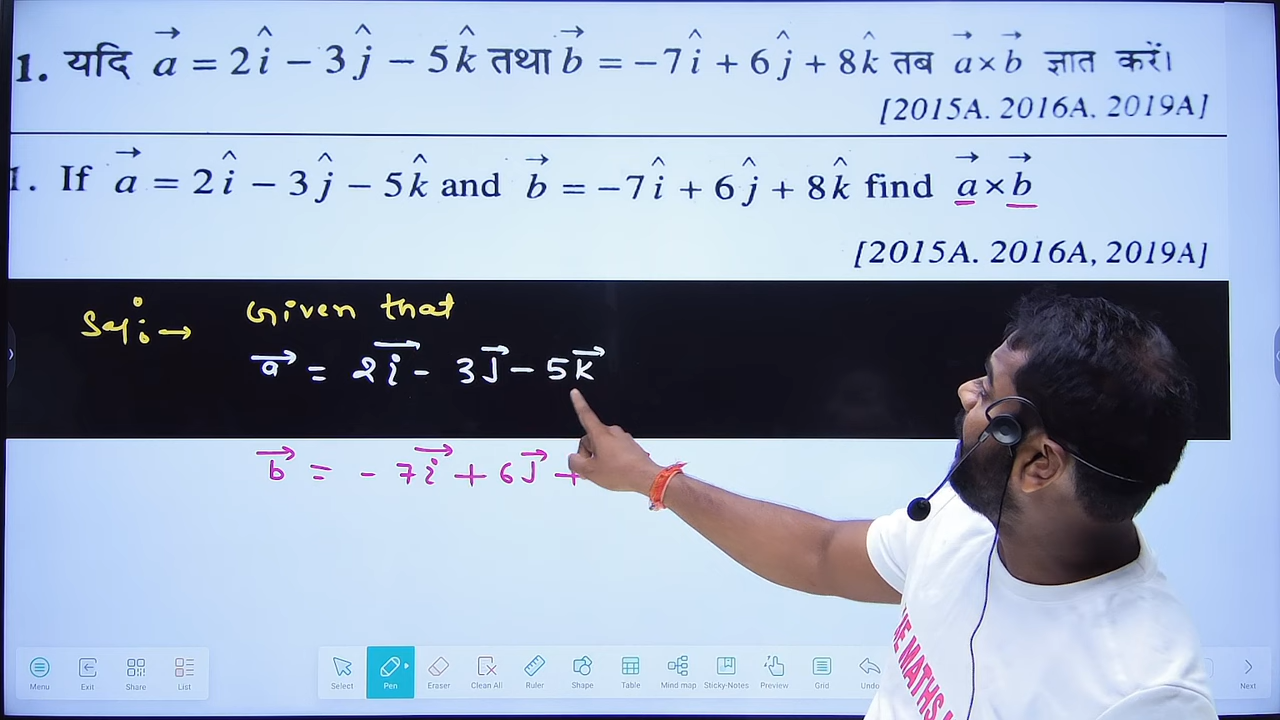 1. यदि a⃗ = 2î − 3ĵ − 5k̂ तथा b⃗ = −7î + 6ĵ + 8k̂ तब a⃗×b⃗ ज्ञात करें।
[2015A. 2016A, 2019A]
1. If a⃗ = 2î − 3ĵ − 5k̂ and b⃗ = −7î + 6ĵ + 8k̂ find a⃗×b⃗
[2015A. 2016A, 2019A]
Given that
a⃗ = 2i⃗ - 3J⃗ - 5K⃗
b⃗ = - 7i⃗ + 6J⃗ +
Menu Exit Share List Select Pen Eraser Clean All Ruler Shape Table Mind map Sticky-Notes Preview Grid Undo Next
E MATHS